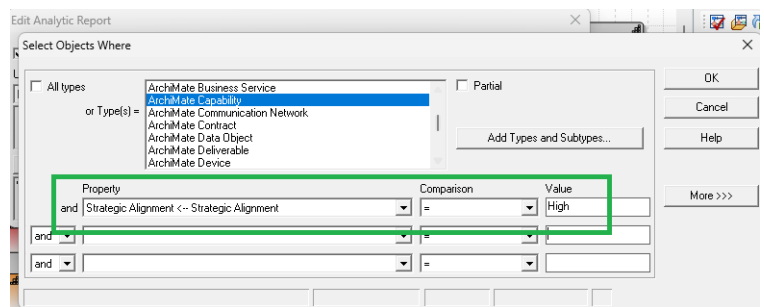 Edit Analytic Report
Select Objects Where
All types
or Type(s) =
ArchiMate Business Service
ArchiMate Capability
ArchiMate Communication Network
ArchiMate Contract
ArchiMate Data Object
ArchiMate Deliverable
ArchiMate Device
Partial
Add Types and Subtypes...
OK
Cancel
Help
More >>>
Property Comparison Value
and Strategic Alignment <-- Strategic Alignment = High
and =
and =